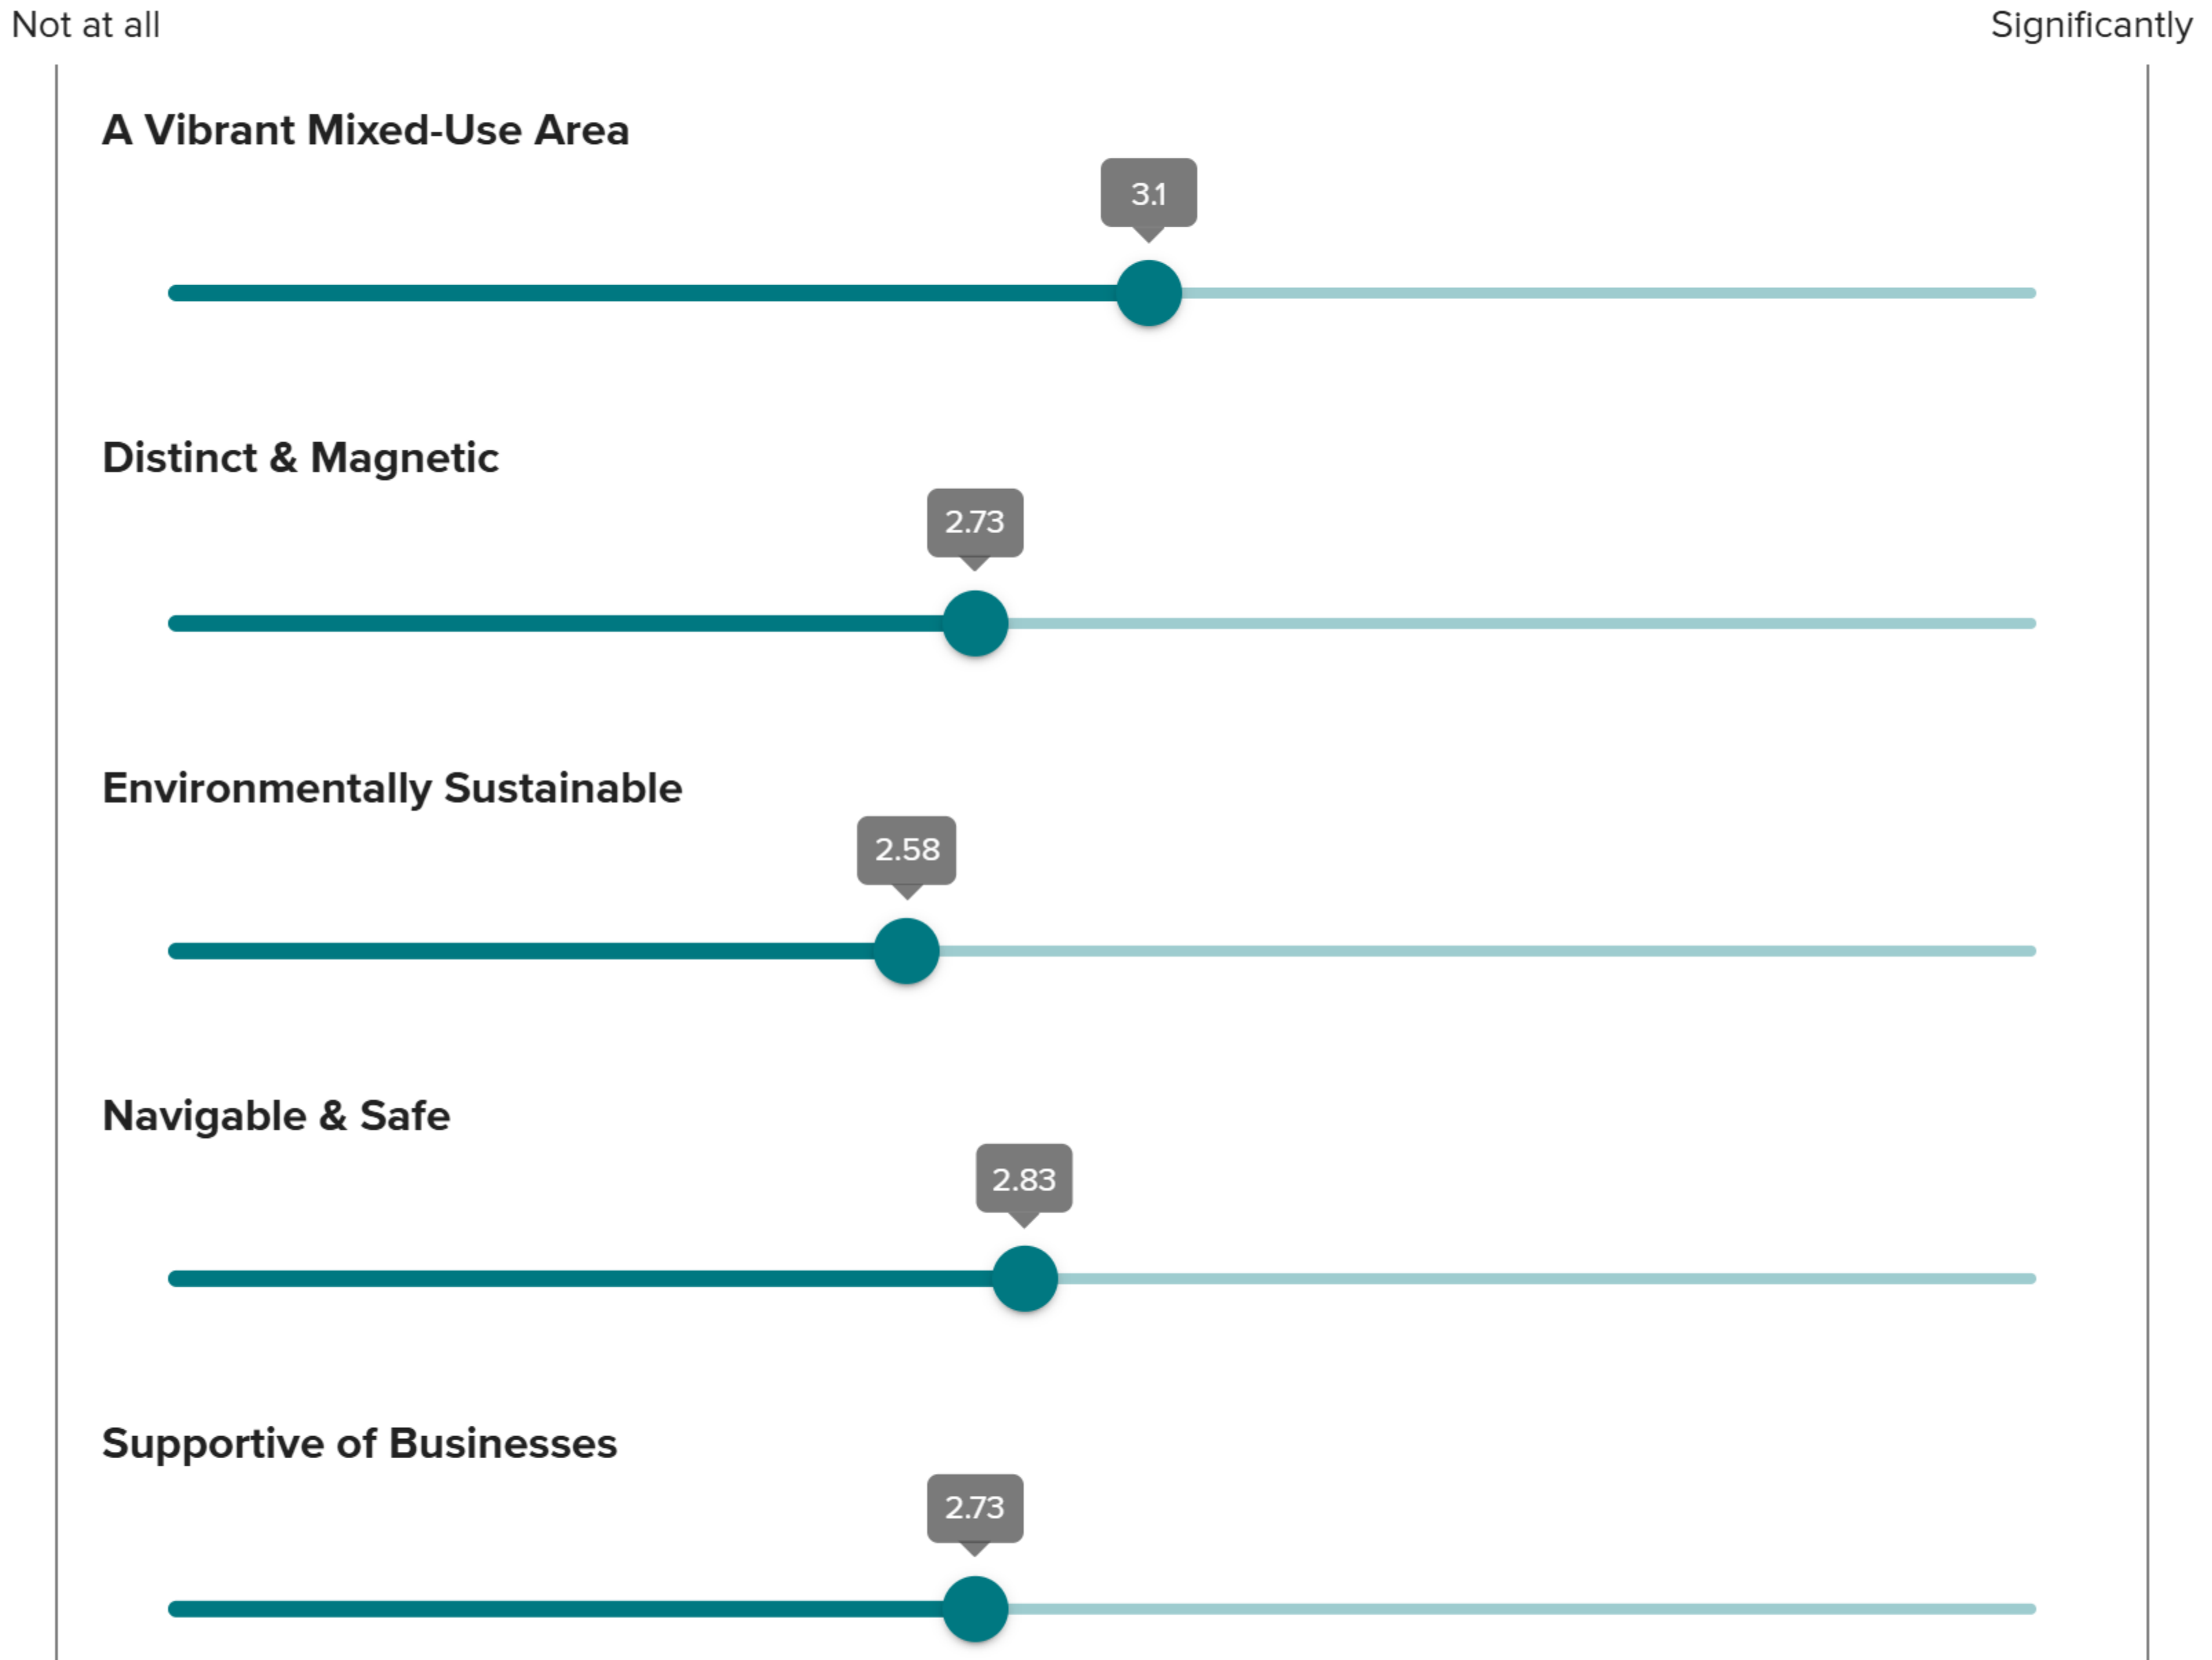 Not at all
Significantly
A Vibrant Mixed-Use Area
3.1
Distinct & Magnetic
2.73
Environmentally Sustainable
2.58
Navigable & Safe
2.83
Supportive of Businesses
2.73